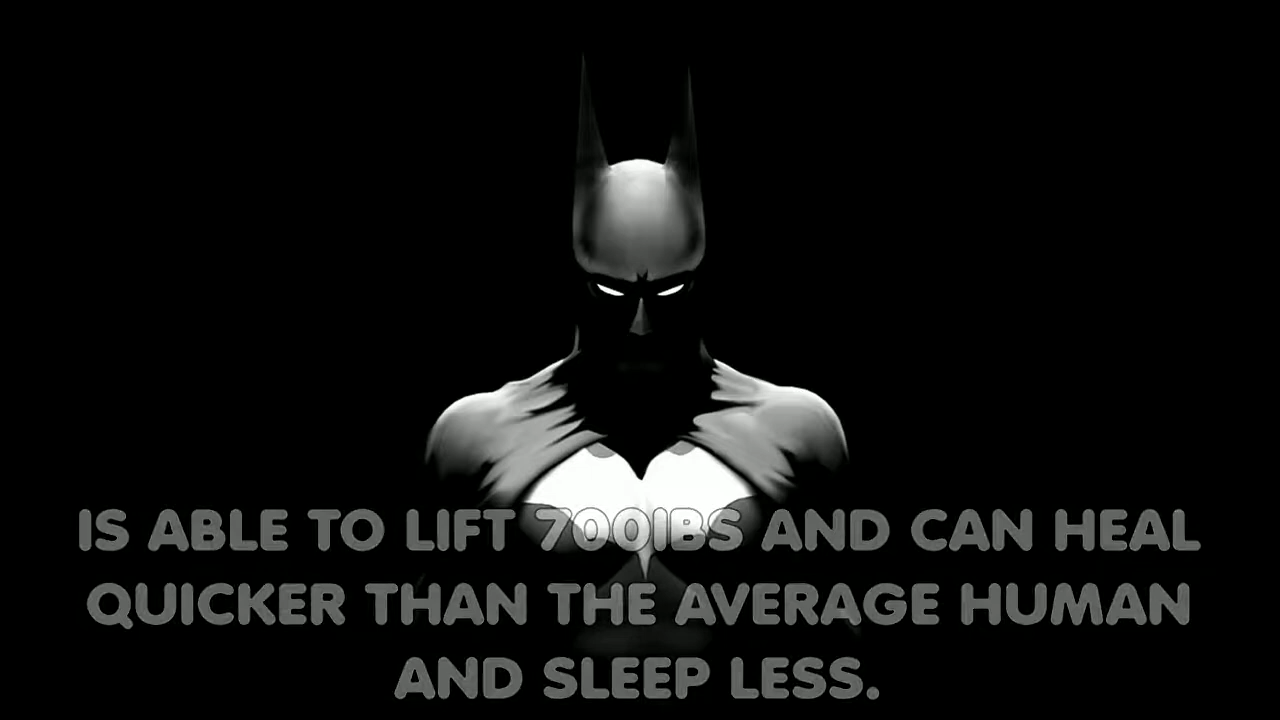 IS ABLE TO LIFT 700IBS AND CAN HEAL
QUICKER THAN THE AVERAGE HUMAN
AND SLEEP LESS.